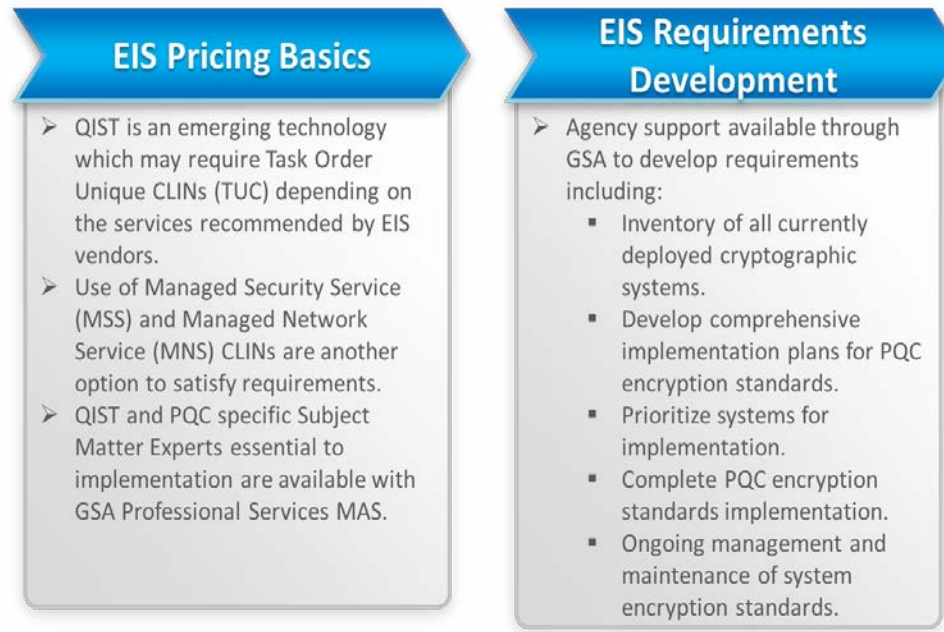 EIS Pricing Basics
➢ QIST is an emerging technology
which may require Task Order
Unique CLINs (TUC) depending on
the services recommended by EIS
vendors.
➢ Use of Managed Security Service
(MSS) and Managed Network
Service (MNS) CLINs are another
option to satisfy requirements.
➢ QIST and PQC specific Subject
Matter Experts essential to
implementation are available with
GSA Professional Services MAS.
EIS Requirements
Development
➢ Agency support available through
GSA to develop requirements
including:
▪ Inventory of all currently
deployed cryptographic
systems.
▪ Develop comprehensive
implementation plans for PQC
encryption standards.
▪ Prioritize systems for
implementation.
▪ Complete PQC encryption
standards implementation.
▪ Ongoing management and
maintenance of system
encryption standards.